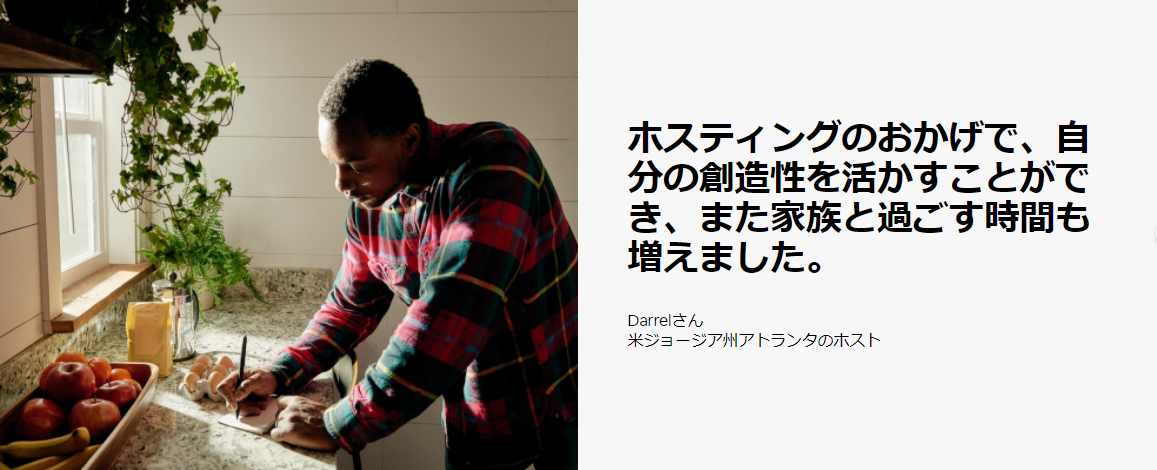 ホスティングのおかげで、自
分の創造性を活かすことがで
き、また家族と過ごす時間も
増えました。
Darrelさん
米ジョージア州アトランタのホスト